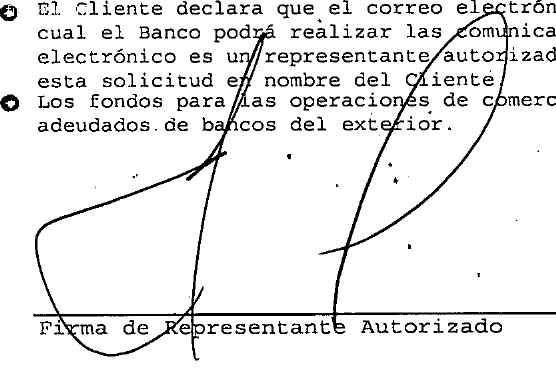 El Cliente declara que el correo electrón
cual el Banco podrá realizar las comunica
electrónico es un representante autorizad
esta solicitud en nombre del Cliente
Los fondos para las operaciones de comerc
adeudados de bancos del exterior.
Firma de Representante Autorizado